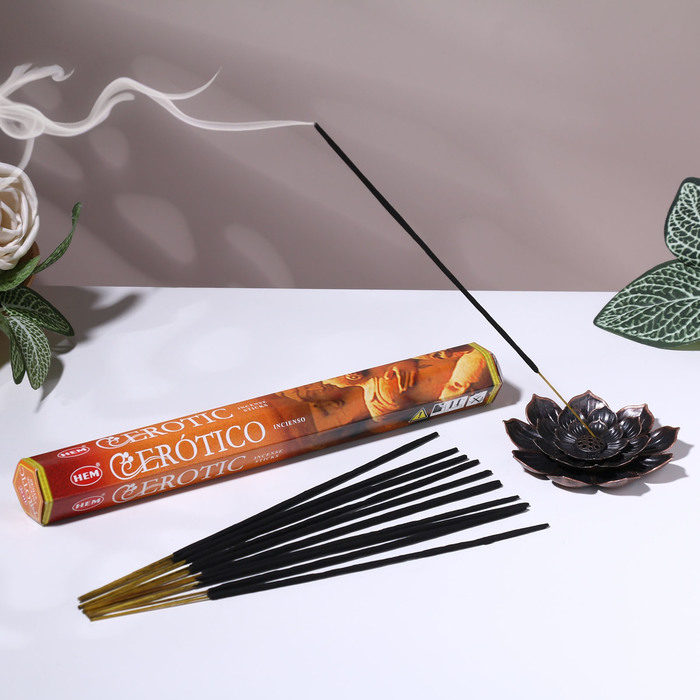 HEM
EROTIC
INCENSE
STICKS
HEM
ERÓTICO
INCIENSO
HEM
EROTIC
INCENSE
STICKS